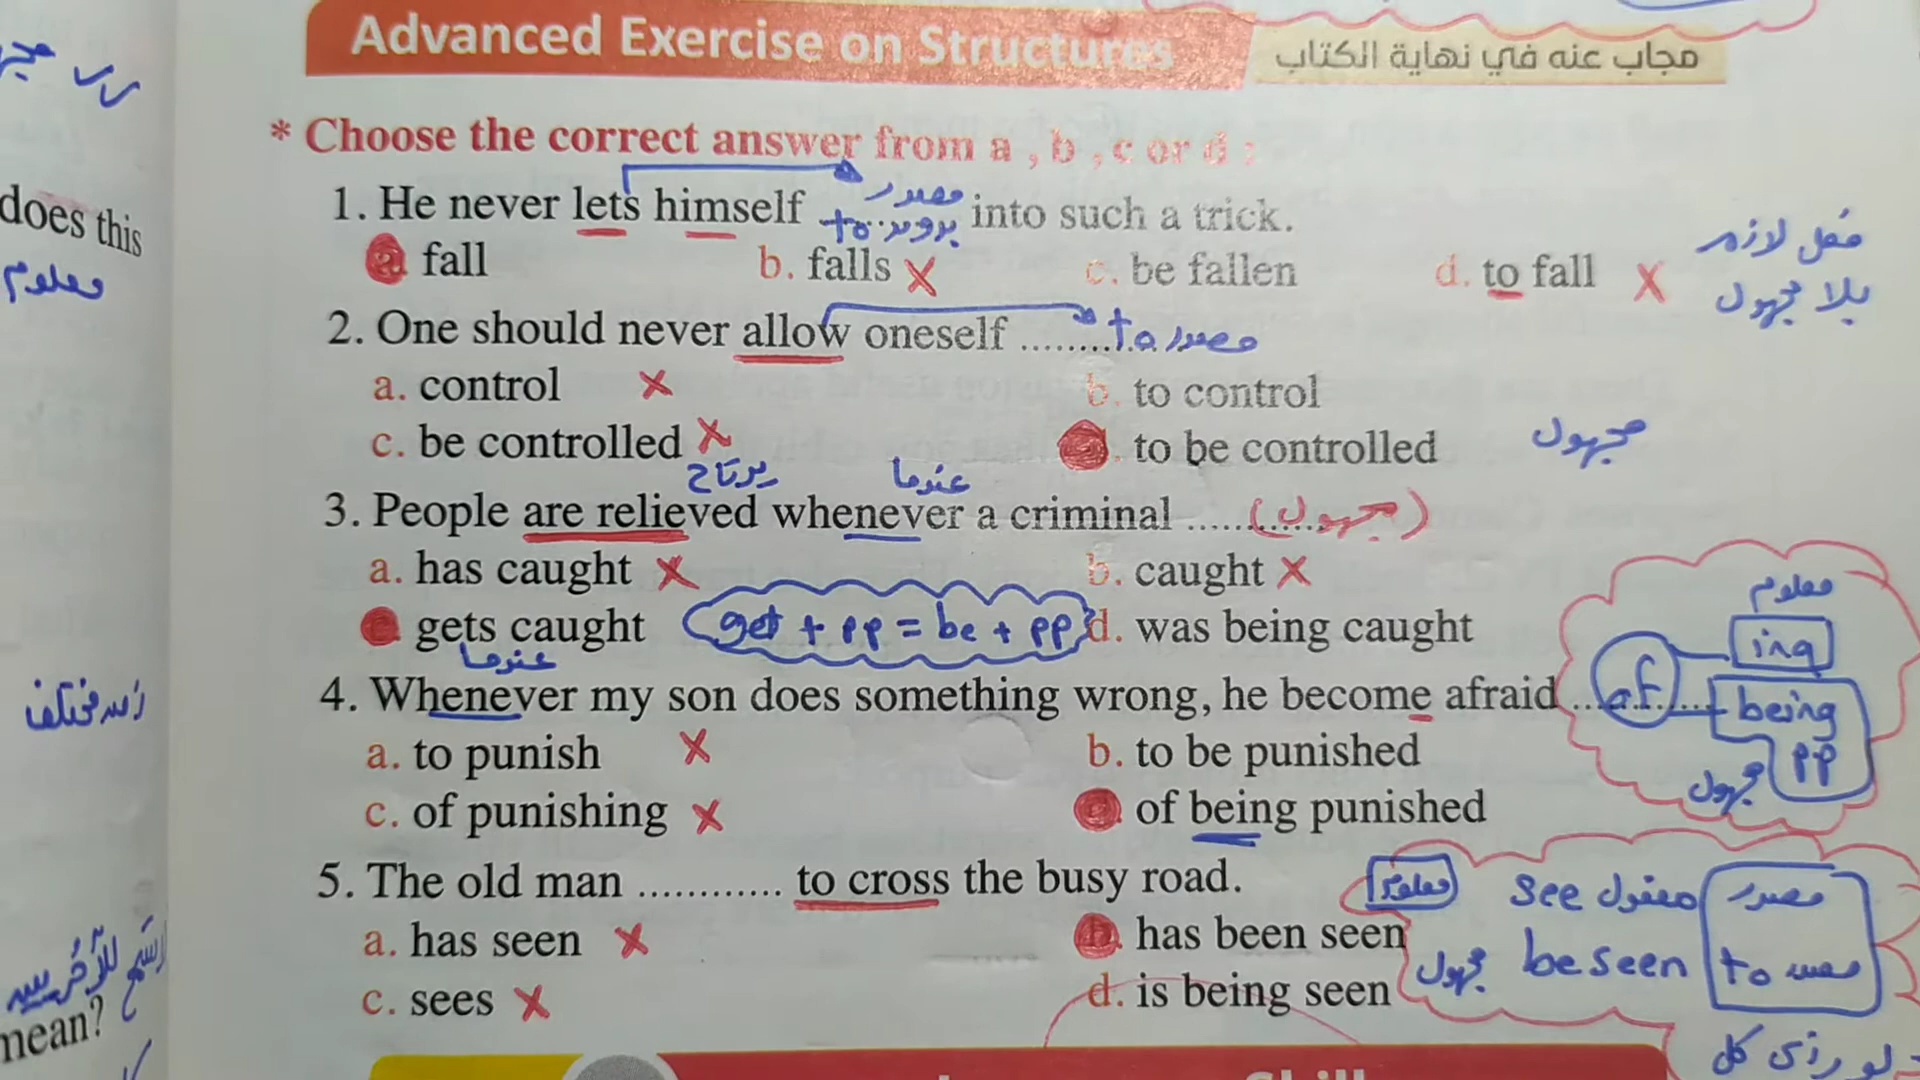 Advanced Exercise on Structures
مجاب عنه في نهاية الكتاب
* Choose the correct answer from a , b , c or d :
مصدر
1. He never lets himself ........ into such a trick.
بدون to
a. fall b. falls c. be fallen d. to fall
فعل لازم
بلا مجهول
2. One should never allow oneself ........... to مصدر
a. control b. to control
c. be controlled d. to be controlled
مجهول
يرتاح عندما
3. People are relieved whenever a criminal ............ (مجهول)
a. has caught b. caught
c. gets caught get + pp = be + pp d. was being caught
عندما
4. Whenever my son does something wrong, he become afraid ............
a. to punish b. to be punished
c. of punishing d. of being punished
معلوم
ing
of
being
pp
مجهول
5. The old man ............ to cross the busy road.
a. has seen b. has been seen
c. sees d. is being seen
معلوم see مفعول مصدر
مجهول be seen to مصدر
does this
معلوم
mean?